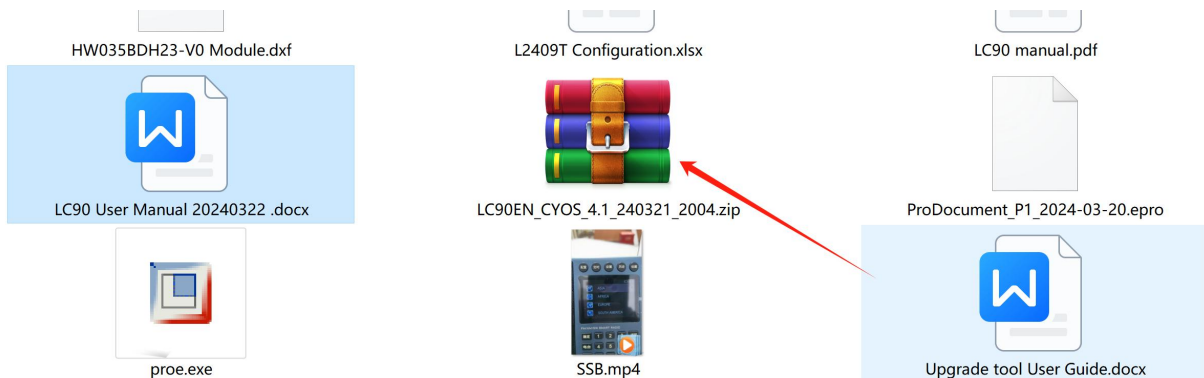 HW035BDH23-V0 Module.dxf
L2409T Configuration.xlsx
LC90 manual.pdf
LC90 User Manual 20240322 .docx
LC90EN_CYOS_4.1_240321_2004.zip
ProDocument_P1_2024-03-20.epro
proe.exe
SSB.mp4
Upgrade tool User Guide.docx